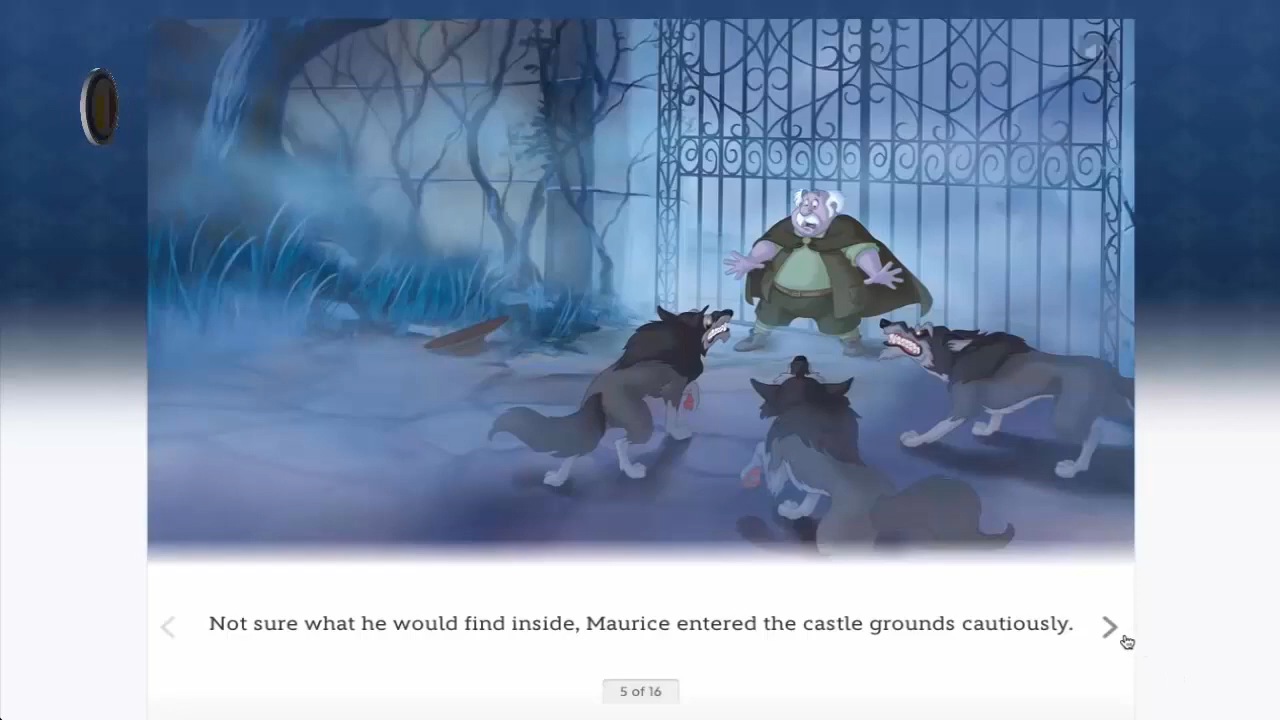 Not sure what he would find inside, Maurice entered the castle grounds cautiously.
5 of 16